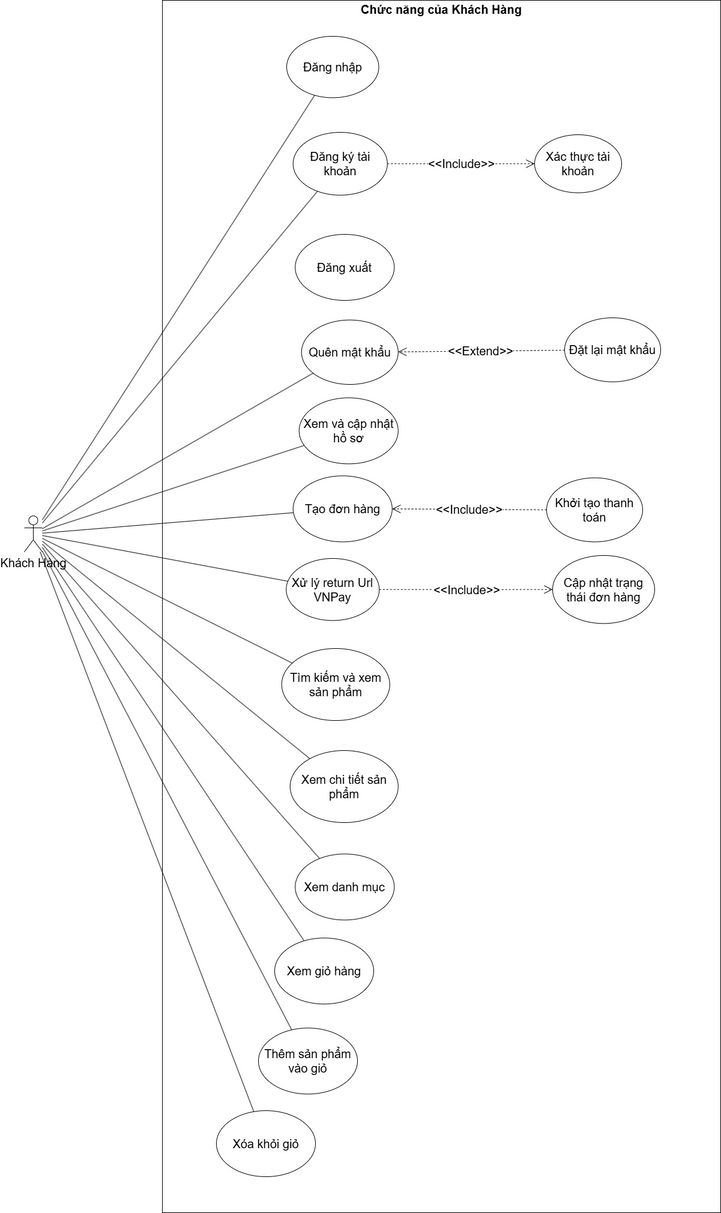 Chức năng của Khách Hàng
Đăng nhập
Đăng ký tài
khoản
<<Include>>
Xác thực tài
khoản
Đăng xuất
Quên mật khẩu
<<Extend>>
Đặt lại mật khẩu
Xem và cập nhật
hồ sơ
Tạo đơn hàng
<<Include>>
Khởi tạo thanh
toán
Khách Hàng
Xử lý return Url
VNPay
<<Include>>
Cập nhật trạng
thái đơn hàng
Tìm kiếm và xem
sản phẩm
Xem chi tiết sản
phẩm
Xem danh mục
Xem giỏ hàng
Thêm sản phẩm
vào giỏ
Xóa khỏi giỏ